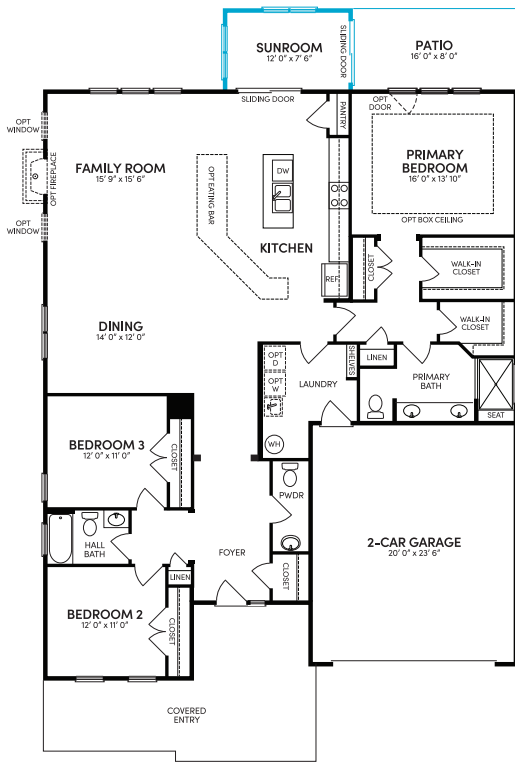 SUNROOM
12' 0" x 7' 6"
SLIDING DOOR
PATIO
16' 0" x 8' 0"
SLIDING DOOR
OPT
DOOR
PANTRY
OPT
WINDOW
OPT FIREPLACE
FAMILY ROOM
15' 9" x 15' 6"
OPT EATING BAR
DW
PRIMARY
BEDROOM
16' 0" x 13' 10"
OPT BOX CEILING
OPT
WINDOW
KITCHEN
REF
CLOSET
WALK-IN
CLOSET
DINING
14' 0" x 12' 0"
WALK-IN
CLOSET
OPT
D
OPT
W
LAUNDRY
SHELVES
LINEN
PRIMARY
BATH
SEAT
WH
BEDROOM 3
12' 0" x 11' 0"
CLOSET
PWDR
2-CAR GARAGE
20' 0" x 23' 6"
HALL
BATH
FOYER
LINEN
CLOSET
BEDROOM 2
12' 0" x 11' 0"
CLOSET
COVERED
ENTRY